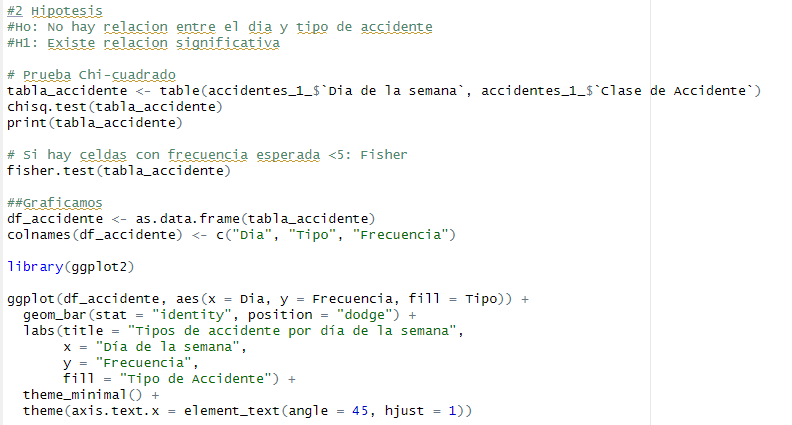 #2 Hipotesis
#Ho: No hay relacion entre el dia y tipo de accidente
#H1: Existe relacion significativa
# Prueba Chi-cuadrado
tabla_accidente <- table(accidentes_1_$`Dia de la semana`, accidentes_1_$`Clase de Accidente`)
chisq.test(tabla_accidente)
print(tabla_accidente)
# Si hay celdas con frecuencia esperada <5: Fisher
fisher.test(tabla_accidente)
##Graficamos
df_accidente <- as.data.frame(tabla_accidente)
colnames(df_accidente) <- c("Dia", "Tipo", "Frecuencia")
library(ggplot2)
ggplot(df_accidente, aes(x = Dia, y = Frecuencia, fill = Tipo)) +
  geom_bar(stat = "identity", position = "dodge") +
  labs(title = "Tipos de accidente por día de la semana",
       x = "Día de la semana",
       y = "Frecuencia",
       fill = "Tipo de Accidente") +
  theme_minimal() +
  theme(axis.text.x = element_text(angle = 45, hjust = 1))